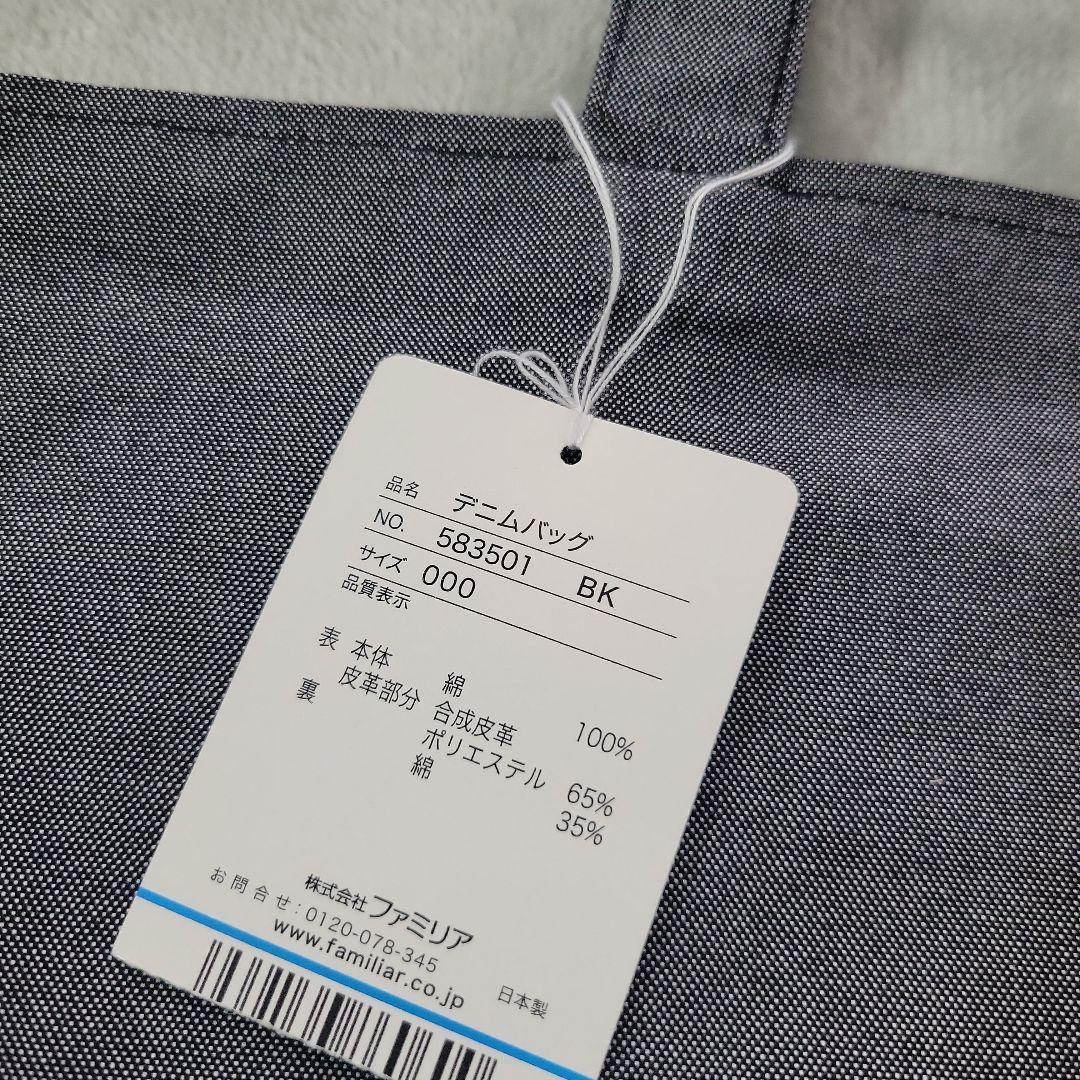 品名 デニムバッグ
NO. 583501 BK
サイズ 000
品質表示
表 本体 綿 100%
皮革部分 合成皮革
裏 ポリエステル 65%
綿 35%
株式会社ファミリア
お問合せ:0120-078-345
www.familiar.co.jp
日本製